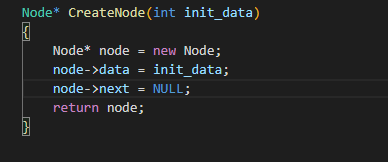 Node* CreateNode(int init_data)
{
    Node* node = new Node;
    node->data = init_data;
    node->next = NULL;
    return node;
}